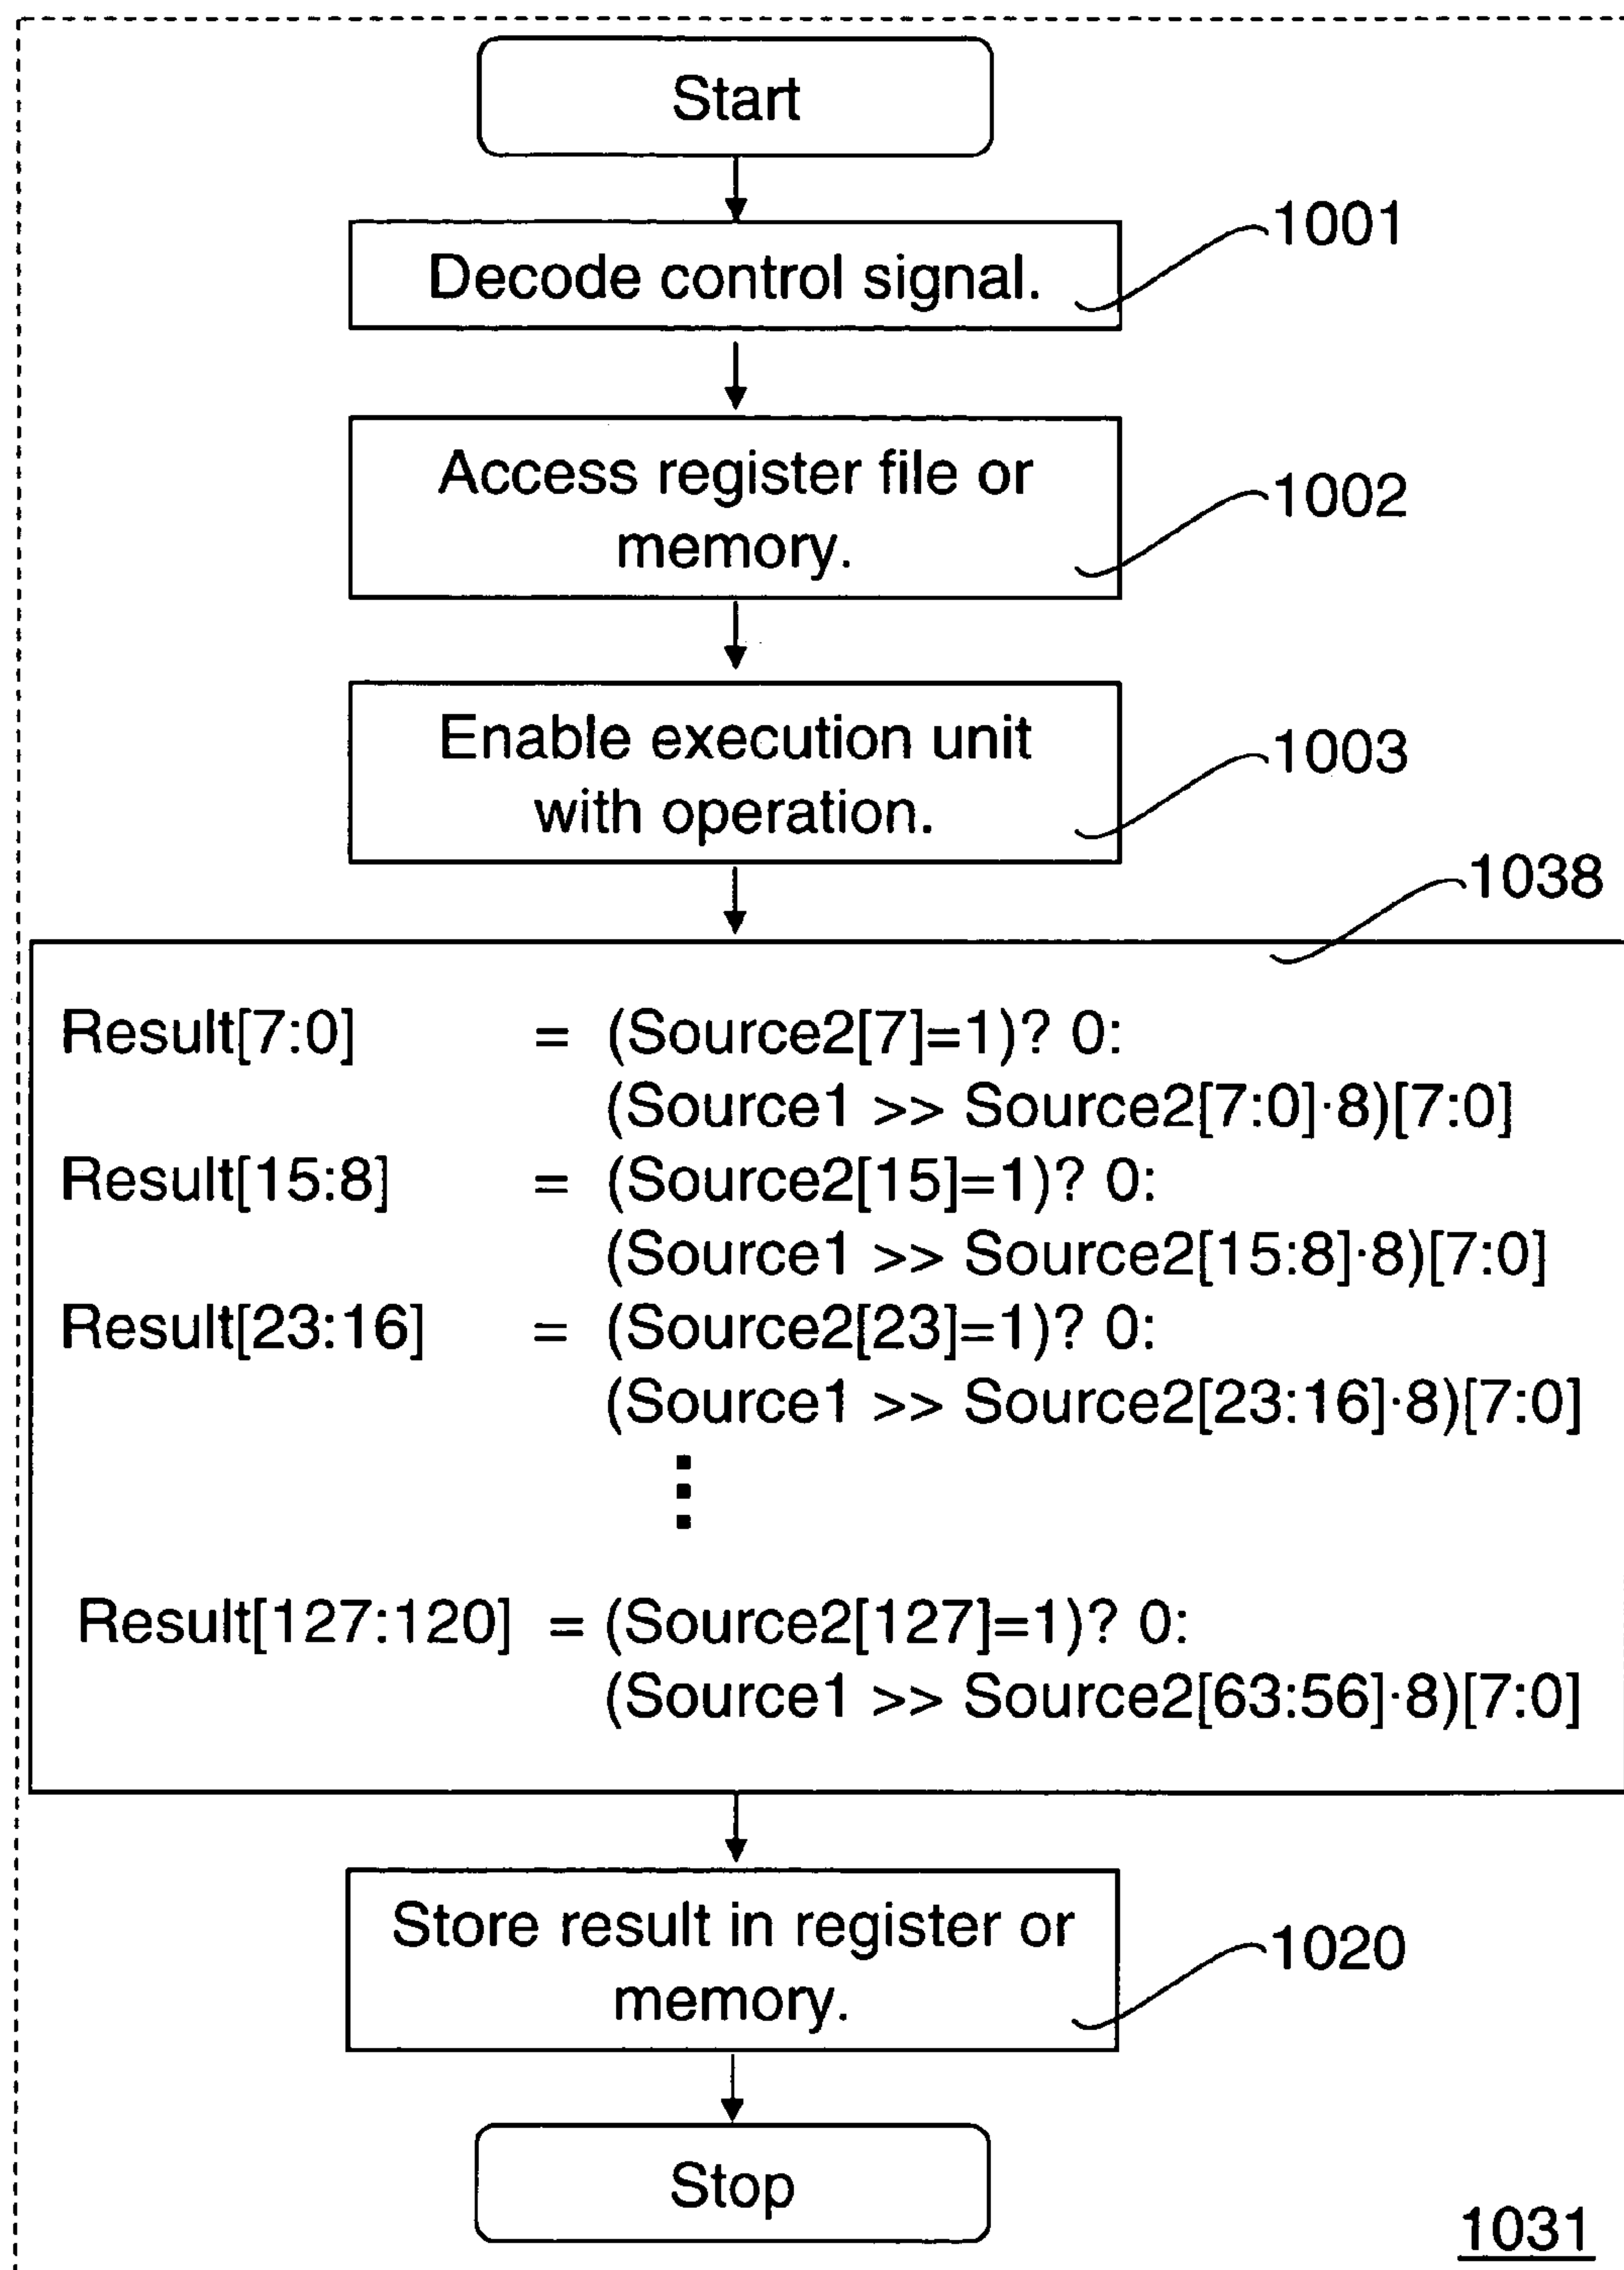 Start
Decode control signal.
1001
Access register file or
memory.
1002
Enable execution unit
with operation.
1003
1038
Result[7:0] = (Source2[7]=1)? 0:
(Source1 >> Source2[7:0]·8)[7:0]
Result[15:8] = (Source2[15]=1)? 0:
(Source1 >> Source2[15:8]·8)[7:0]
Result[23:16] = (Source2[23]=1)? 0:
(Source1 >> Source2[23:16]·8)[7:0]
⋮
Result[127:120] = (Source2[127]=1)? 0:
(Source1 >> Source2[63:56]·8)[7:0]
Store result in register or
memory.
1020
Stop
1031